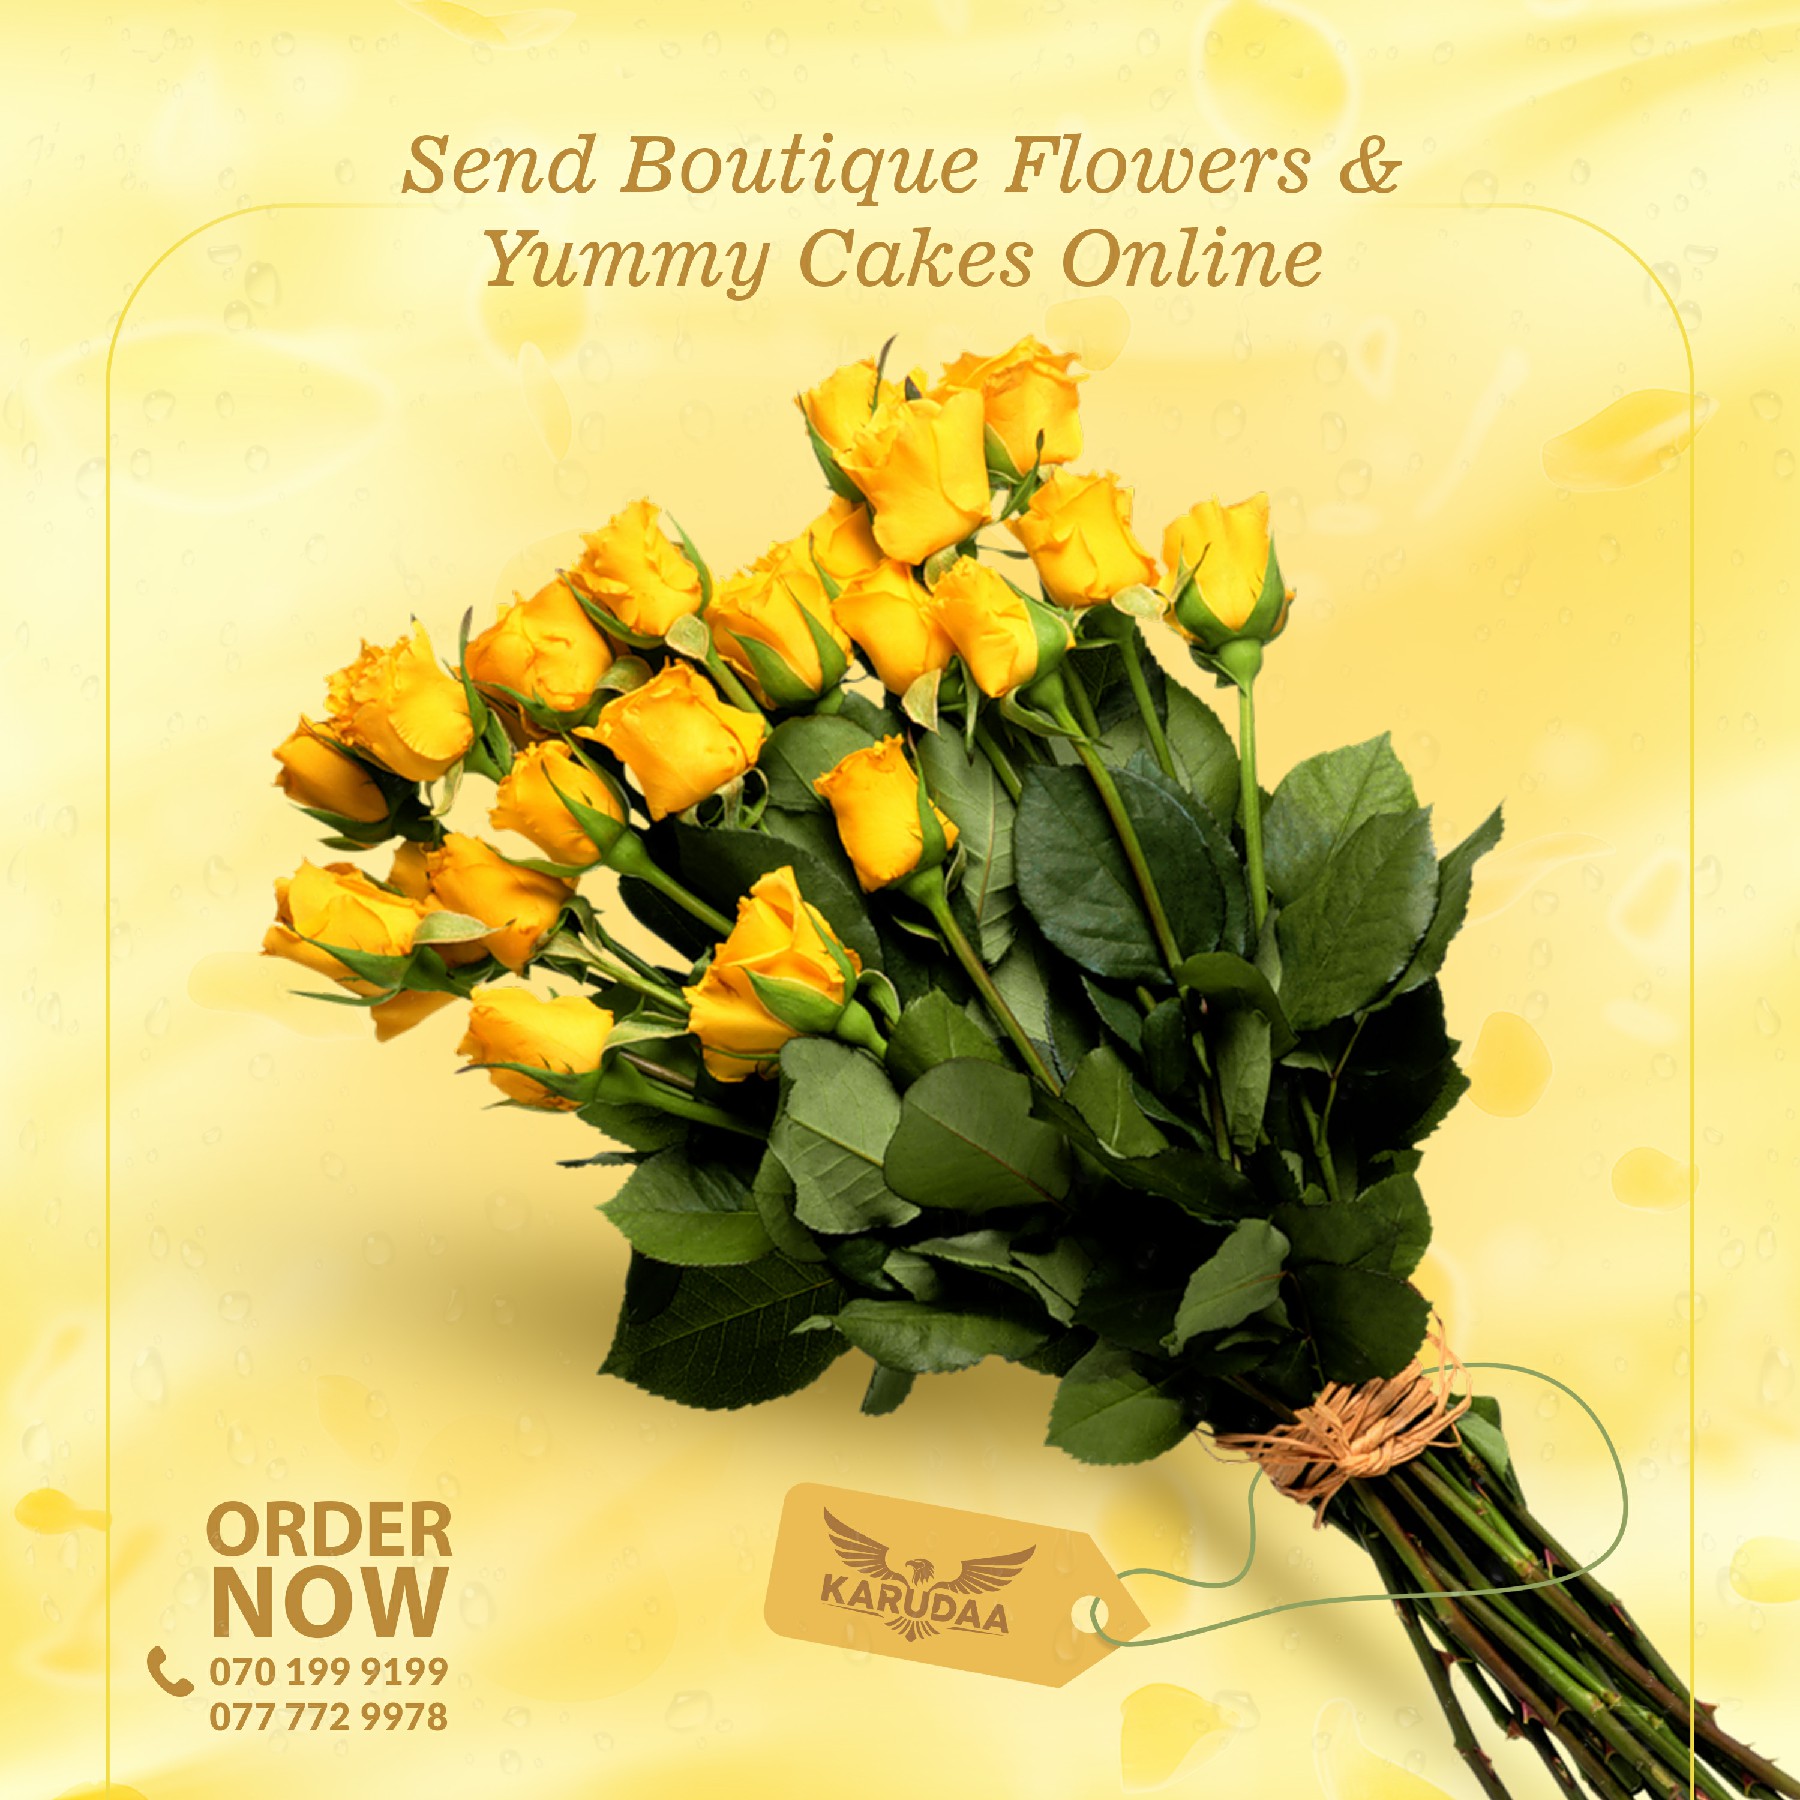 Send Boutique Flowers &
Yummy Cakes Online
KARUDAA
ORDER
NOW
070 199 9199
077 772 9978